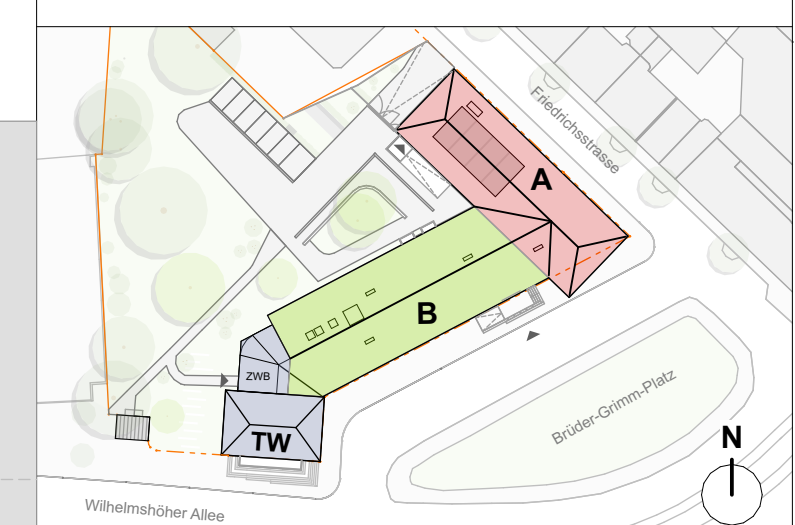 Friedrichsstrasse
A
B
ZWB
TW
Brüder-Grimm-Platz
N
Wilhelmshöher Allee